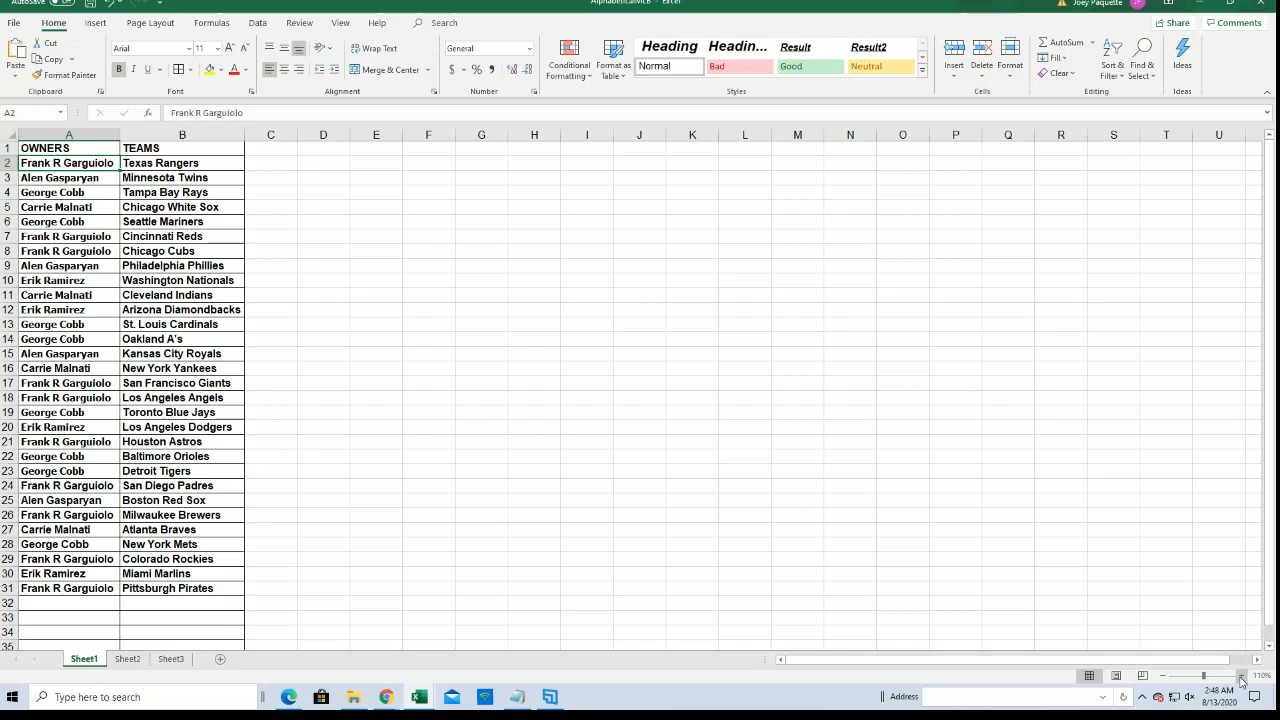 AutoSave
AlphabeticalMLB - Excel
Joey Paquette JP
File Home Insert Page Layout Formulas Data Review View Help Search Share Comments
Paste Cut Copy Format Painter Clipboard
Arial 11 B I U A A Font
Wrap Text Merge & Center Alignment
General $ % , Number
Conditional Formatting Format as Table
Heading Headin... Result Result2
Normal Bad Good Neutral
Styles
Insert Delete Format Cells
AutoSum Fill Clear Sort & Filter Find & Select Editing
Ideas Ideas
A2 fx Frank R Garguiolo
A B C D E F G H I J K L M N O P Q R S T U
1 OWNERS TEAMS
2 Frank R Garguiolo Texas Rangers
3 Alen Gasparyan Minnesota Twins
4 George Cobb Tampa Bay Rays
5 Carrie Malnati Chicago White Sox
6 George Cobb Seattle Mariners
7 Frank R Garguiolo Cincinnati Reds
8 Frank R Garguiolo Chicago Cubs
9 Alen Gasparyan Philadelphia Phillies
10 Erik Ramirez Washington Nationals
11 Carrie Malnati Cleveland Indians
12 Erik Ramirez Arizona Diamondbacks
13 George Cobb St. Louis Cardinals
14 George Cobb Oakland A's
15 Alen Gasparyan Kansas City Royals
16 Carrie Malnati New York Yankees
17 Frank R Garguiolo San Francisco Giants
18 Frank R Garguiolo Los Angeles Angels
19 George Cobb Toronto Blue Jays
20 Erik Ramirez Los Angeles Dodgers
21 Frank R Garguiolo Houston Astros
22 George Cobb Baltimore Orioles
23 George Cobb Detroit Tigers
24 Frank R Garguiolo San Diego Padres
25 Alen Gasparyan Boston Red Sox
26 Frank R Garguiolo Milwaukee Brewers
27 Carrie Malnati Atlanta Braves
28 George Cobb New York Mets
29 Frank R Garguiolo Colorado Rockies
30 Erik Ramirez Miami Marlins
31 Frank R Garguiolo Pittsburgh Pirates
32
33
34
35
Sheet1 Sheet2 Sheet3
110%
Type here to search
Address
2:48 AM
8/13/2020